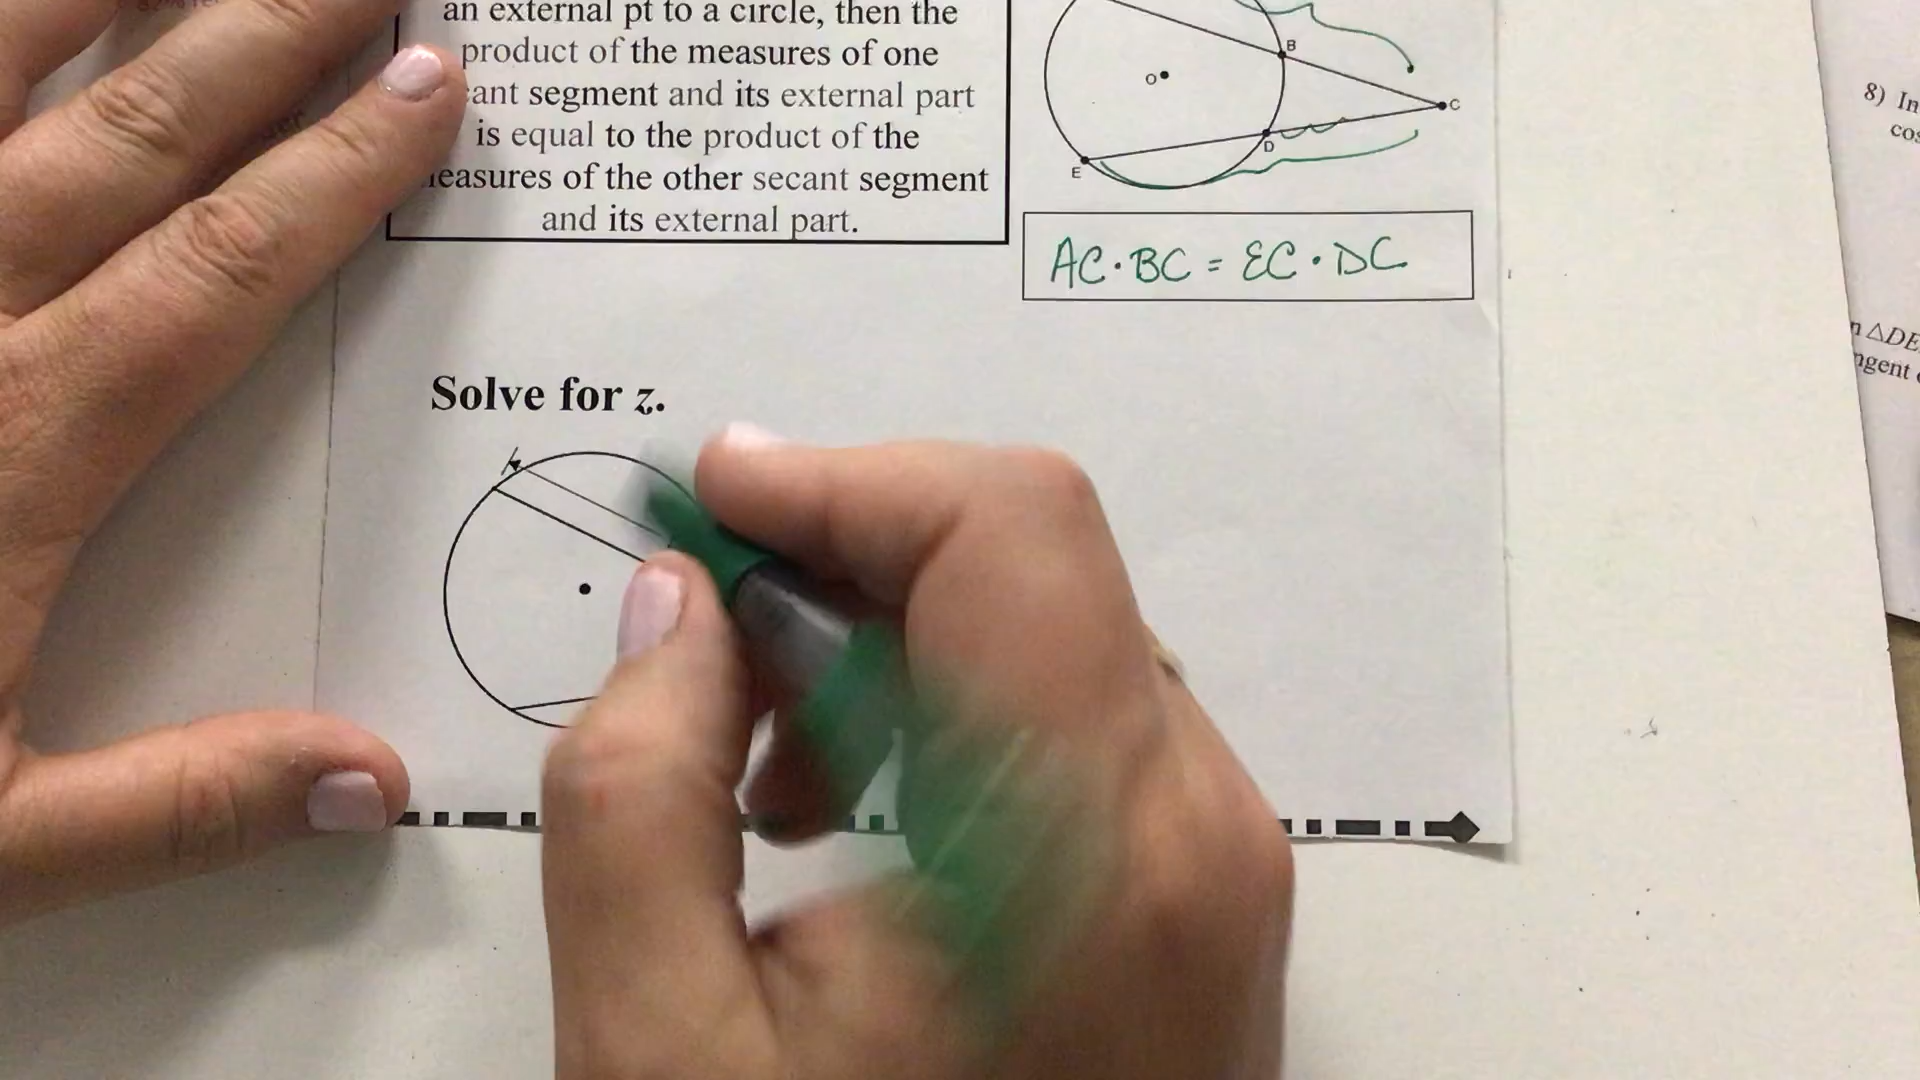 an external pt to a circle, then the
product of the measures of one
cant segment and its external part
is equal to the product of the
measures of the other secant segment
and its external part.
B
O
C
D
E
AC·BC = EC·DC
8) In
cos
△DE
Solve for z.